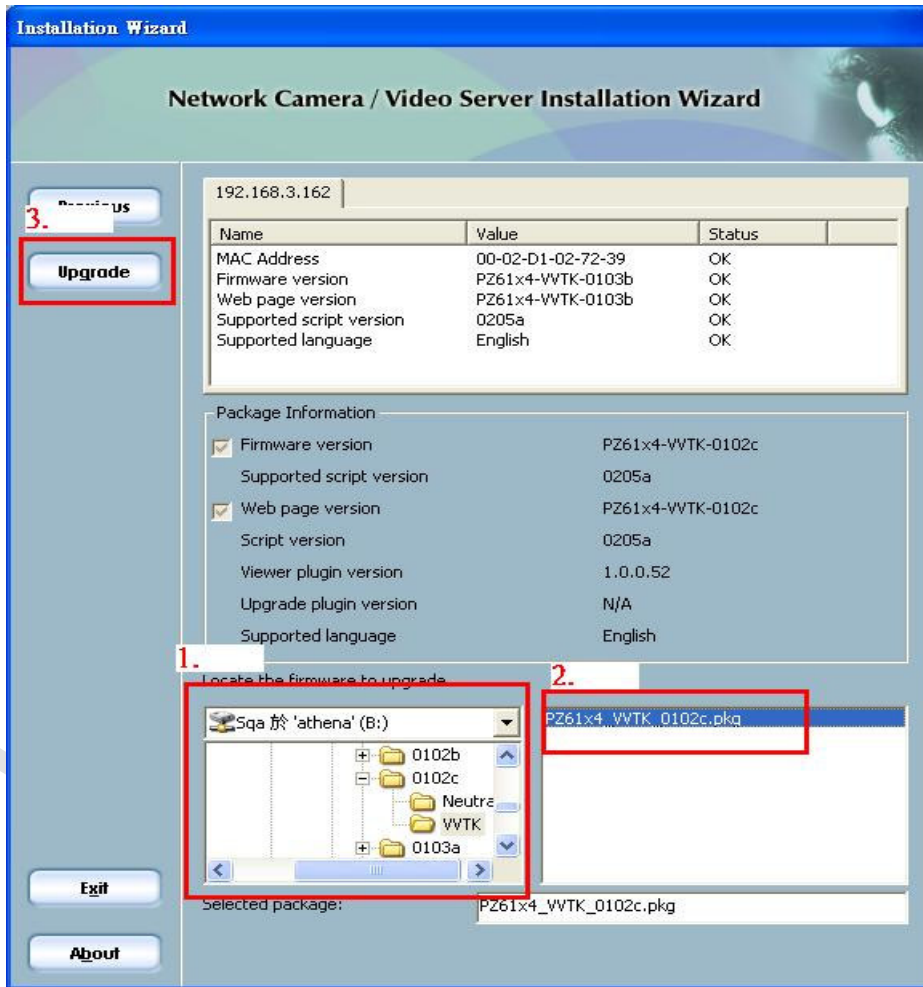 Installation Wizard
Network Camera / Video Server Installation Wizard
3.
Upgrade
Exit
About
192.168.3.162
Name Value Status
MAC Address 00-02-D1-02-72-39 OK
Firmware version PZ61x4-VVTK-0103b OK
Web page version PZ61x4-VVTK-0103b OK
Supported script version 0205a OK
Supported language English OK
Package Information
Firmware version PZ61x4-VVTK-0102c
Supported script version 0205a
Web page version PZ61x4-VVTK-0102c
Script version 0205a
Viewer plugin version 1.0.0.52
Upgrade plugin version N/A
Supported language English
1.
Locate the firmware to upgrade
2.
Sqa 於 'athena' (B:)
0102b
0102c
Neutra
VVTK
0103a
PZ61x4_VVTK_0102c.pkg
Selected package: PZ61x4_VVTK_0102c.pkg